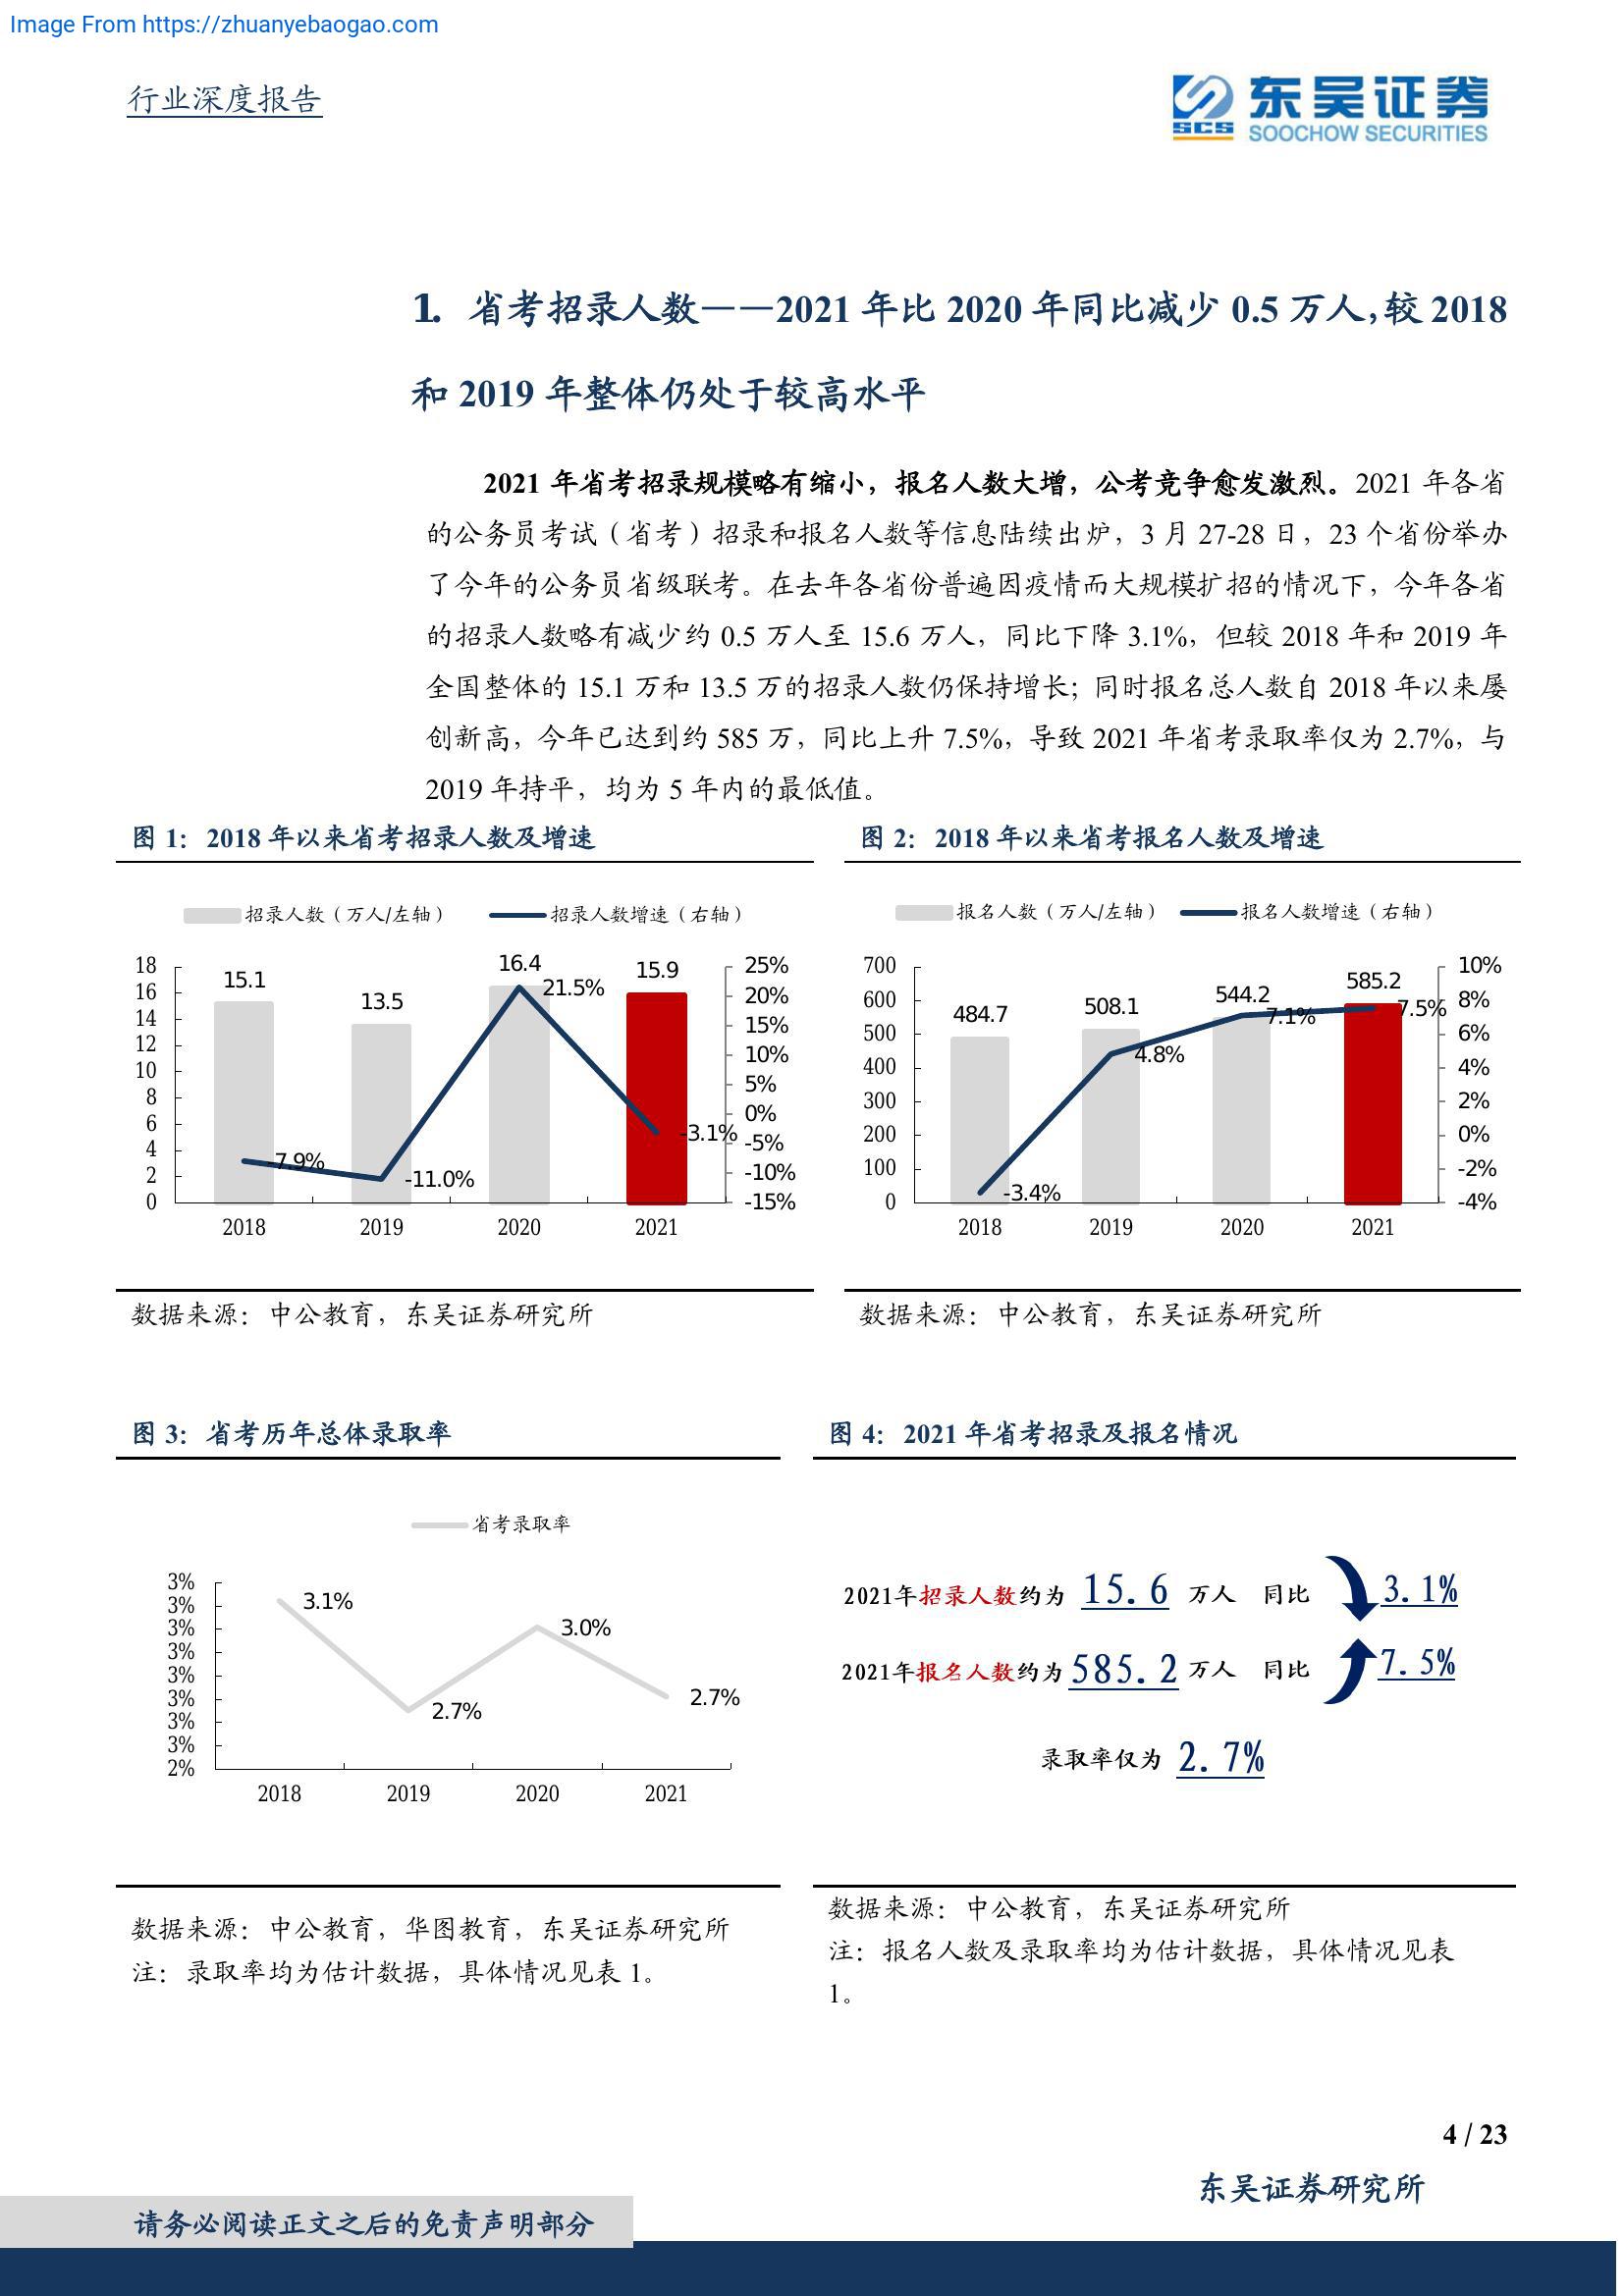 Image From https://zhuanyebaogao.com
行业深度报告
SCS
东吴证券
SOOCHOW SECURITIES
1. 省考招录人数——2021 年比 2020 年同比减少 0.5 万人，较 2018
和 2019 年整体仍处于较高水平
2021 年省考招录规模略有缩小，报名人数大增，公考竞争愈发激烈。2021 年各省
的公务员考试（省考）招录和报名人数等信息陆续出炉，3 月 27-28 日，23 个省份举办
了今年的公务员省级联考。在去年各省份普遍因疫情而大规模扩招的情况下，今年各省
的招录人数略有减少约 0.5 万人至 15.6 万人，同比下降 3.1%，但较 2018 年和 2019 年
全国整体的 15.1 万和 13.5 万的招录人数仍保持增长；同时报名总人数自 2018 年以来屡
创新高，今年已达到约 585 万，同比上升 7.5%，导致 2021 年省考录取率仅为 2.7%，与
2019 年持平，均为 5 年内的最低值。
图 1：2018 年以来省考招录人数及增速
招录人数（万人/左轴）
招录人数增速（右轴）
18
16
14
12
10
8
6
4
2
0
15.1
13.5
16.4
15.9
-7.9%
-11.0%
21.5%
-3.1%
25%
20%
15%
10%
5%
0%
-5%
-10%
-15%
2018
2019
2020
2021
数据来源：中公教育，东吴证券研究所
图 2：2018 年以来省考报名人数及增速
报名人数（万人/左轴）
报名人数增速（右轴）
700
600
500
400
300
200
100
0
484.7
508.1
544.2
585.2
-3.4%
4.8%
7.1%
7.5%
10%
8%
6%
4%
2%
0%
-2%
-4%
2018
2019
2020
2021
数据来源：中公教育，东吴证券研究所
图 3：省考历年总体录取率
省考录取率
3%
3%
3%
3%
3%
3%
3%
3%
2%
3.1%
2.7%
3.0%
2.7%
2018
2019
2020
2021
数据来源：中公教育，华图教育，东吴证券研究所
注：录取率均为估计数据，具体情况见表 1。
图 4：2021 年省考招录及报名情况
2021年招录人数约为 15.6 万人 同比 3.1%
2021年报名人数约为 585.2 万人 同比 7.5%
录取率仅为 2.7%
数据来源：中公教育，东吴证券研究所
注：报名人数及录取率均为估计数据，具体情况见表
1。
4 / 23
东吴证券研究所
请务必阅读正文之后的免责声明部分